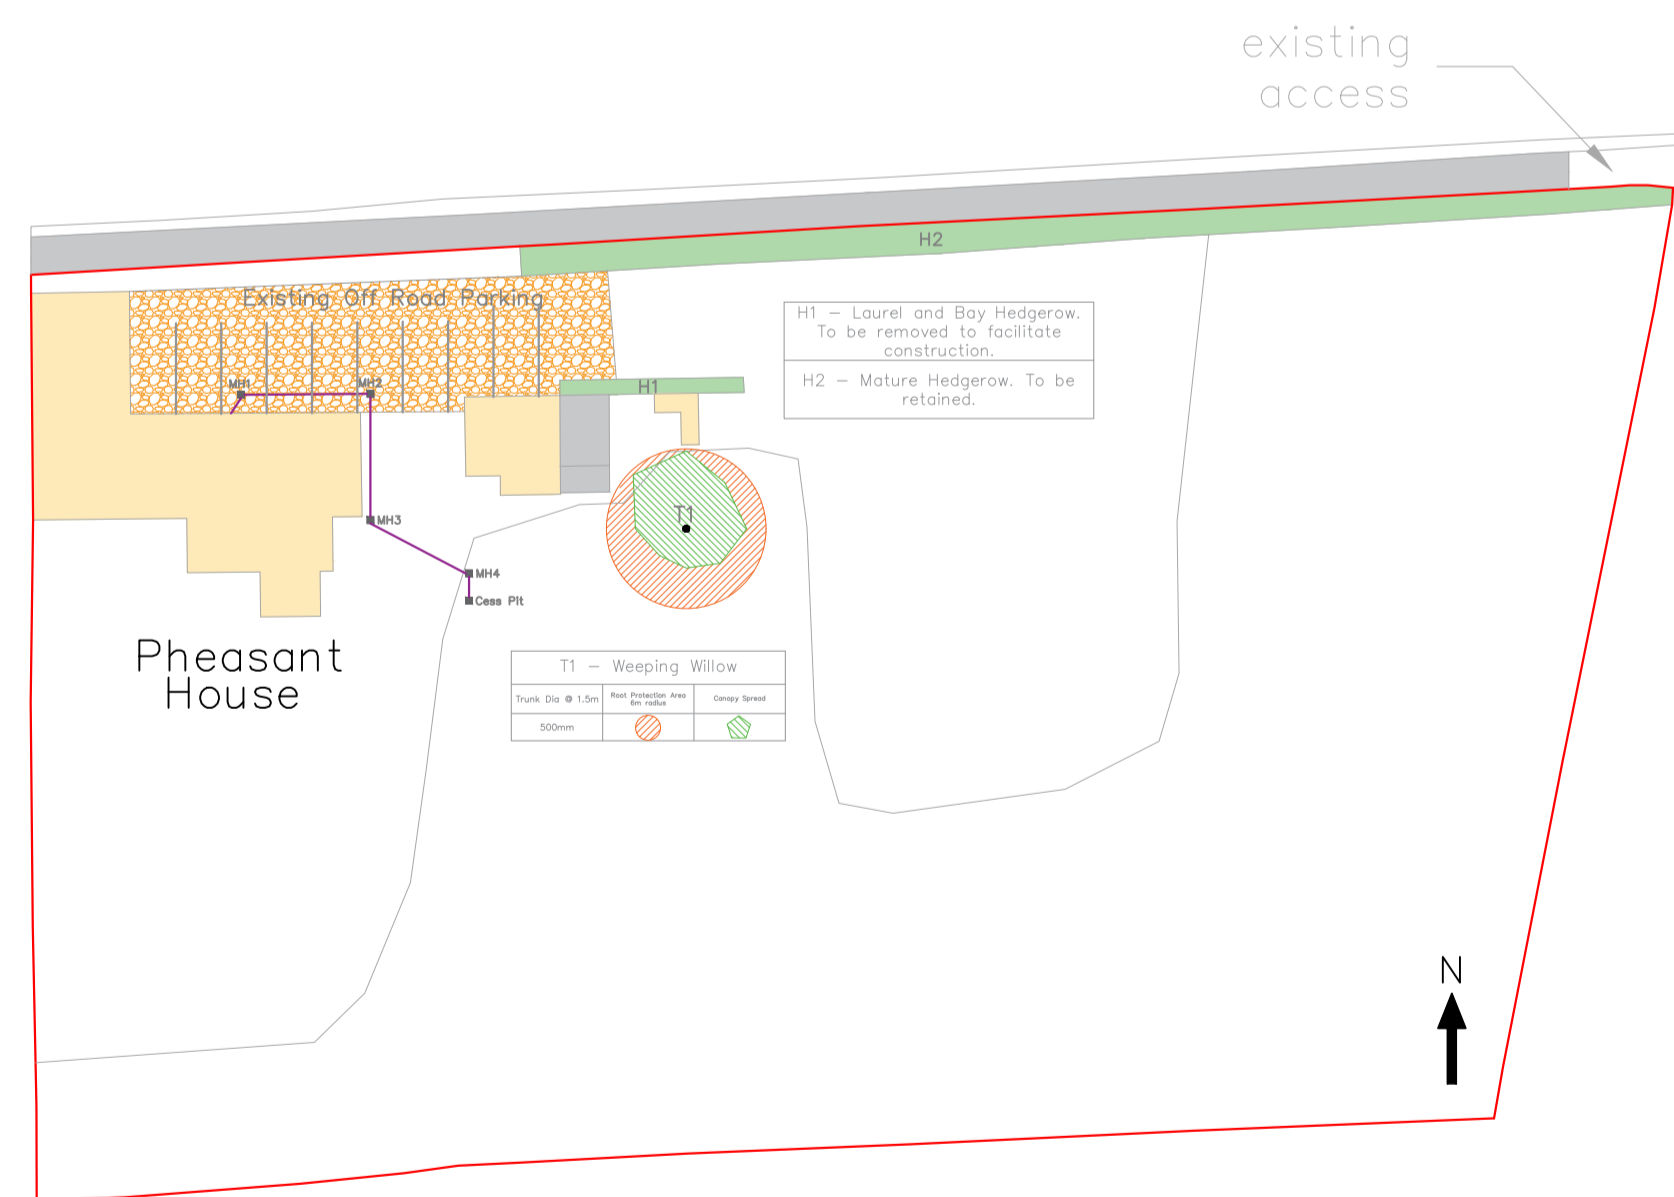 existing
access
H2
Existing Off Road Parking
H1 - Laurel and Bay Hedgerow.
To be removed to facilitate
construction.
H2 - Mature Hedgerow. To be
retained.
MH1
MH2
H1
T1
MH3
MH4
Cess Pit
Pheasant
House
T1 - Weeping Willow
Trunk Dia @ 1.5m
Root Protection Area
6m radius
Canopy Spread
500mm
N